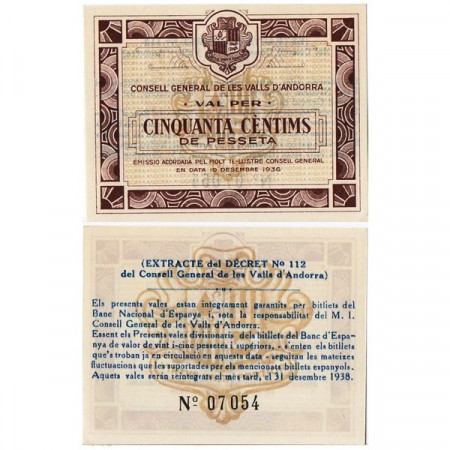 CONSELL GENERAL DE LES VALLS D'ANDORRA
· VAL PER ·
CINQUANTA CÈNTIMS
DE PESSETA
EMISSIO ACORDADA PEL MOLT IL·LUSTRE CONSELL GENERAL
EN DATA 19 DESEMBRE 1936
(EXTRACTE del DÉCRET Nº 112
del Consell General de les Valls d'Andorra)
Els presents vales estan integrament garantits per bitllets del
Banc Nacional d'Espanya i, sota la responsabilitat del M. I.
Consell General de les Valls d'Andorra.
Essent els Presents vales divisionaris dels bitllets del Banc d'Espa-
nya de valor de vint i-cinc pessetes i superiors, - s'enten els bitllets
que's troban ja en circulació en aquesta data - seguiran les mateixes
fluctuacions que les suportades per els mencionats bitllets espanyols.
Aquets vales seràn reintegrats el més tard, el 31 desembre 1938.
Nº 07054